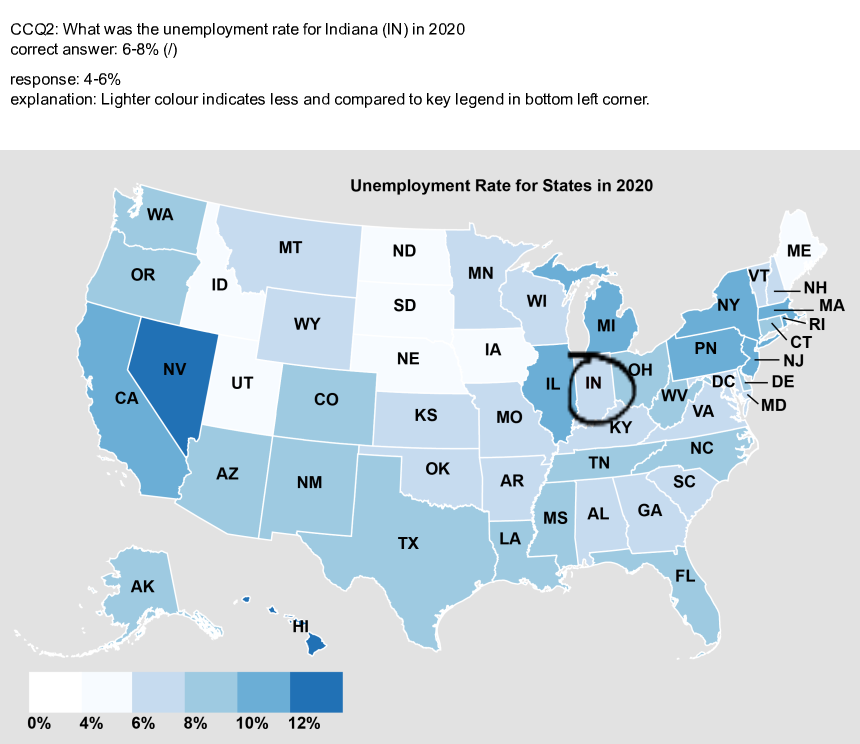 CCQ2: What was the unemployment rate for Indiana (IN) in 2020
correct answer: 6-8% (/)
response: 4-6%
explanation: Lighter colour indicates less and compared to key legend in bottom left corner.
Unemployment Rate for States in 2020
WA
MT
ND
ME
OR
ID
MN
VT
NH
SD
WI
NY
MA
WY
MI
RI
CT
NE
IA
PN
NJ
NV
UT
IL
IN
OH
DC
DE
CA
CO
WV
MD
KS
MO
VA
KY
NC
AZ
NM
OK
AR
TN
SC
TX
LA
MS
AL
GA
AK
FL
HI
0% 4% 6% 8% 10% 12%